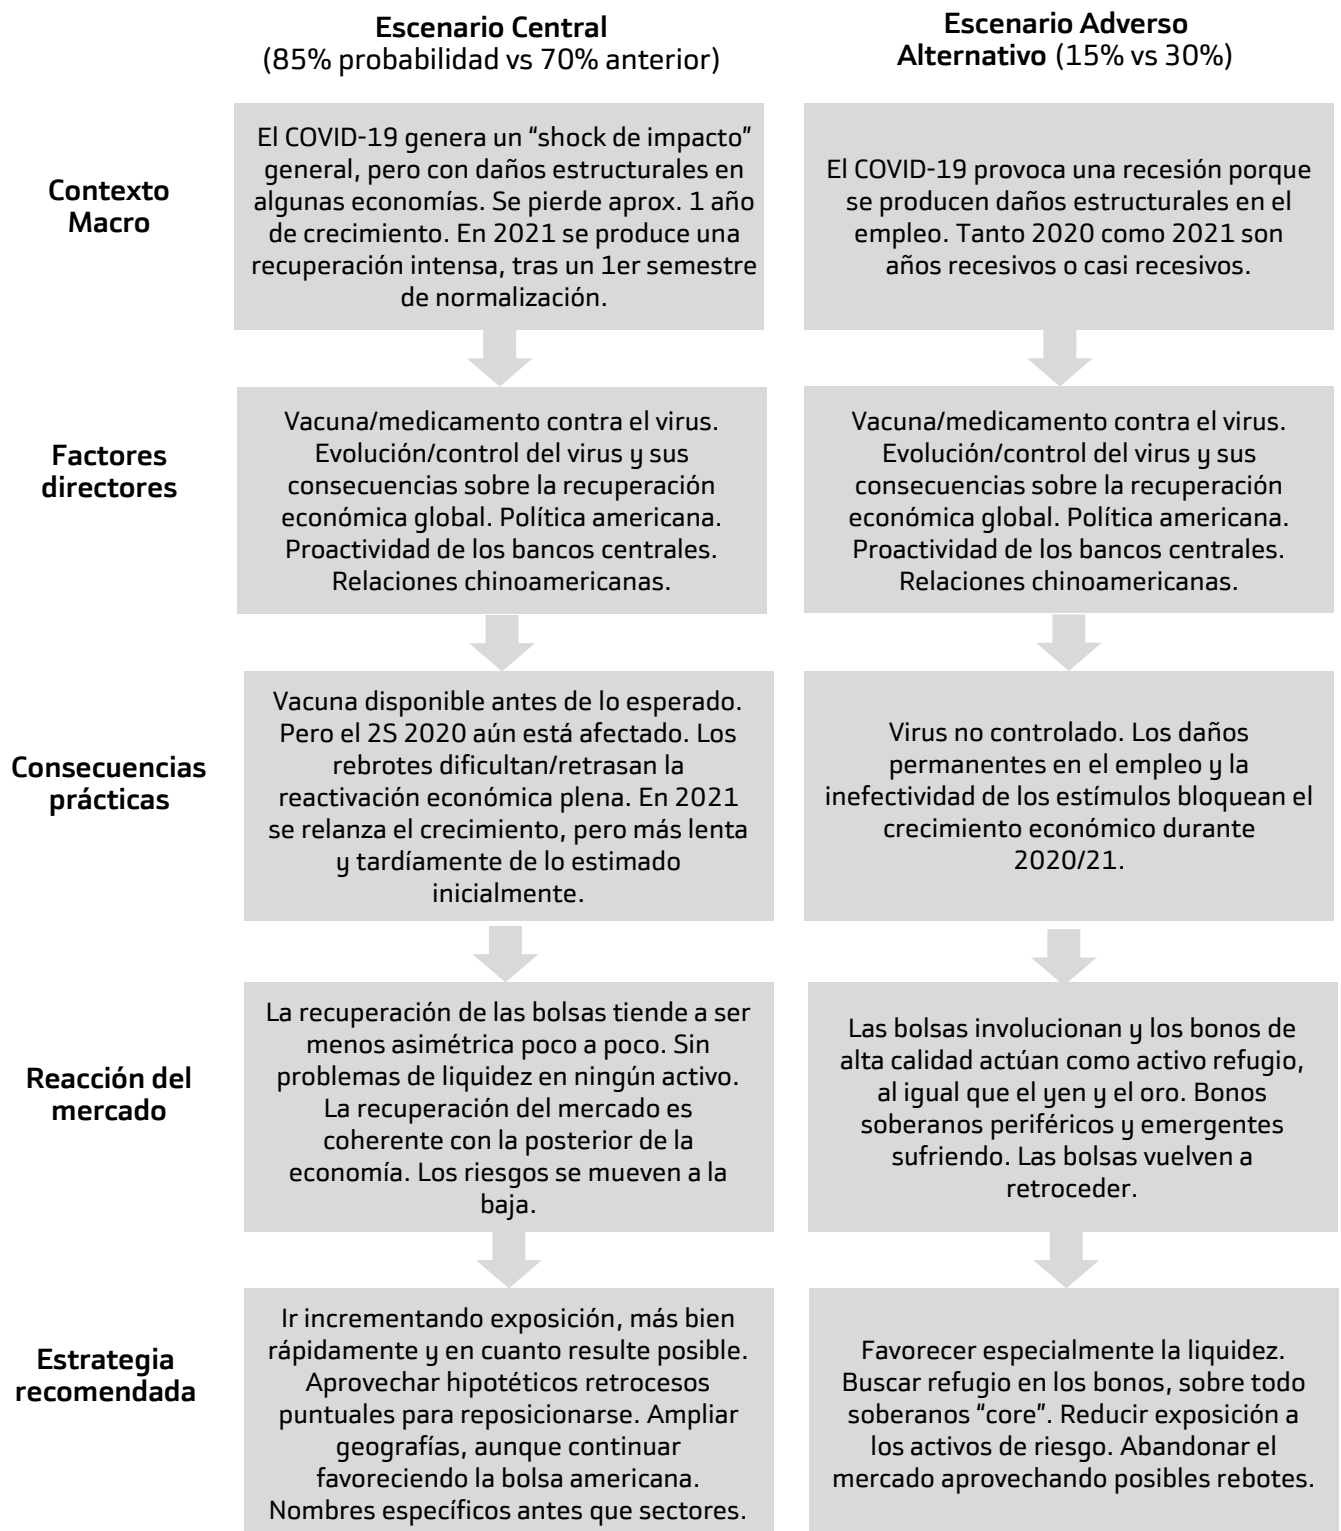 Escenario Central
(85% probabilidad vs 70% anterior)
Escenario Adverso
Alternativo (15% vs 30%)
Contexto
Macro
El COVID-19 genera un “shock de impacto”
general, pero con daños estructurales en
algunas economías. Se pierde aprox. 1 año
de crecimiento. En 2021 se produce una
recuperación intensa, tras un 1er semestre
de normalización.
El COVID-19 provoca una recesión porque
se producen daños estructurales en el
empleo. Tanto 2020 como 2021 son
años recesivos o casi recesivos.
Factores
directores
Vacuna/medicamento contra el virus.
Evolución/control del virus y sus
consecuencias sobre la recuperación
económica global. Política americana.
Proactividad de los bancos centrales.
Relaciones chinoamericanas.
Vacuna/medicamento contra el virus.
Evolución/control del virus y sus
consecuencias sobre la recuperación
económica global. Política americana.
Proactividad de los bancos centrales.
Relaciones chinoamericanas.
Consecuencias
prácticas
Vacuna disponible antes de lo esperado.
Pero el 2S 2020 aún está afectado. Los
rebrotes dificultan/retrasan la
reactivación económica plena. En 2021
se relanza el crecimiento, pero más lenta
y tardíamente de lo estimado
inicialmente.
Virus no controlado. Los daños
permanentes en el empleo y la
inefectividad de los estímulos bloquean el
crecimiento económico durante
2020/21.
Reacción del
mercado
La recuperación de las bolsas tiende a ser
menos asimétrica poco a poco. Sin
problemas de liquidez en ningún activo.
La recuperación del mercado es
coherente con la posterior de la
economía. Los riesgos se mueven a la
baja.
Las bolsas involucionan y los bonos de
alta calidad actúan como activo refugio,
al igual que el yen y el oro. Bonos
soberanos periféricos y emergentes
sufriendo. Las bolsas vuelven a
retroceder.
Estrategia
recomendada
Ir incrementando exposición, más bien
rápidamente y en cuanto resulte posible.
Aprovechar hipotéticos retrocesos
puntuales para reposicionarse. Ampliar
geografías, aunque continuar
favoreciendo la bolsa americana.
Nombres específicos antes que sectores.
Favorecer especialmente la liquidez.
Buscar refugio en los bonos, sobre todo
soberanos “core”. Reducir exposición a
los activos de riesgo. Abandonar el
mercado aprovechando posibles rebotes.